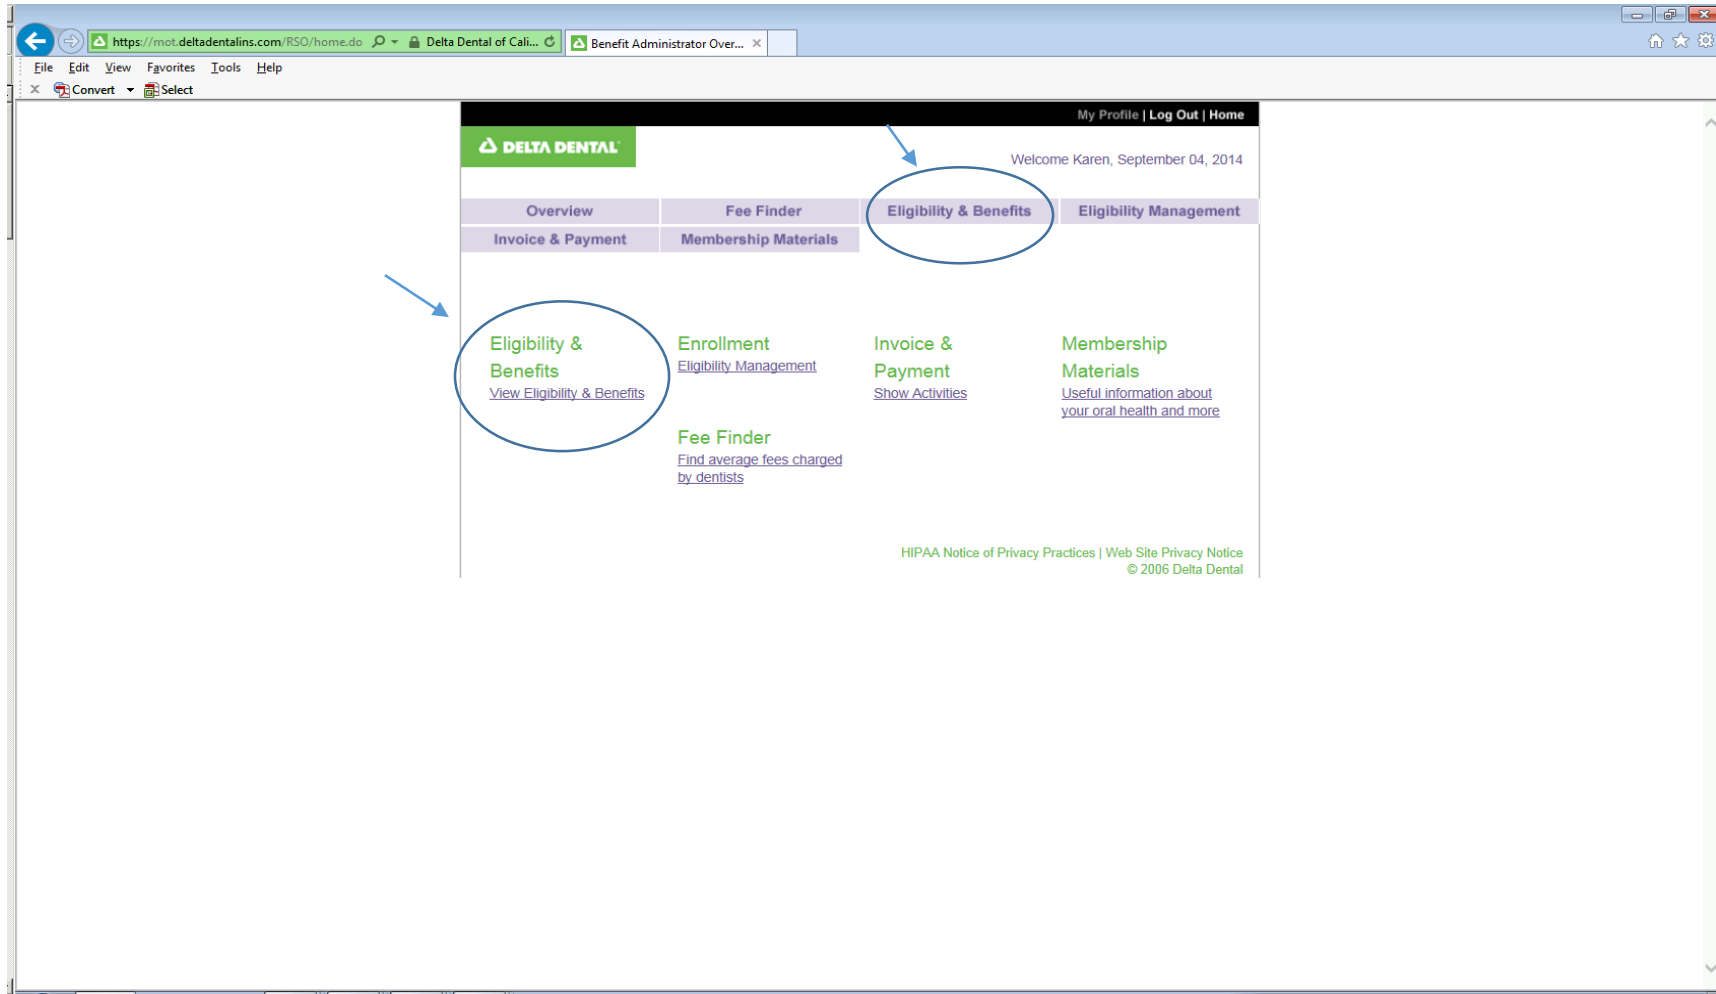 https://mot.deltadentalins.com/RSO/home.do
Delta Dental of Cali...
Benefit Administrator Over...
File Edit View Favorites Tools Help
x Convert Select
My Profile | Log Out | Home
DELTA DENTAL
Welcome Karen, September 04, 2014
Overview Fee Finder Eligibility & Benefits Eligibility Management
Invoice & Payment Membership Materials
Eligibility &
Benefits
View Eligibility & Benefits
Enrollment
Eligibility Management
Fee Finder
Find average fees charged
by dentists
Invoice &
Payment
Show Activities
Membership
Materials
Useful information about
your oral health and more
HIPAA Notice of Privacy Practices | Web Site Privacy Notice
© 2006 Delta Dental